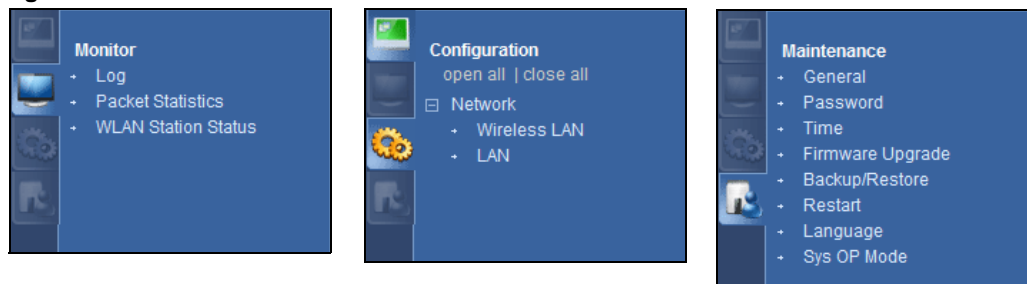 Monitor
Log
Packet Statistics
WLAN Station Status
Configuration
open all | close all
Network
Wireless LAN
LAN
Maintenance
General
Password
Time
Firmware Upgrade
Backup/Restore
Restart
Language
Sys OP Mode